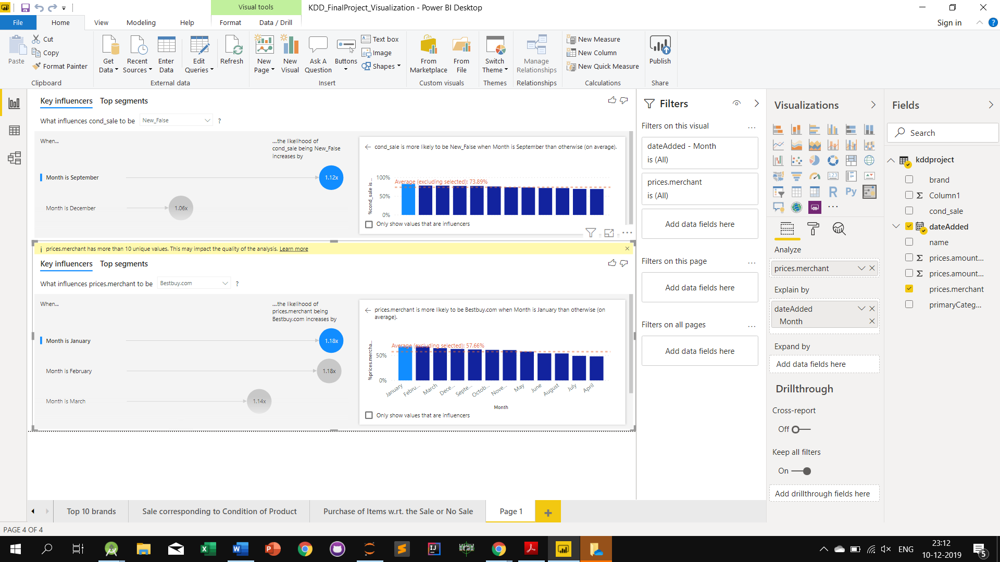 Visual tools
KDD_FinalProject_Visualization - Power BI Desktop
File
Home
View
Modeling
Help
Format
Data / Drill
Sign in
?
Paste
Cut
Copy
Format Painter
Clipboard
Get Data
Recent Sources
Enter Data
Edit Queries
Refresh
External data
New Page
New Visual
Ask A Question
Buttons
Text box
Image
Shapes
Insert
From Marketplace
From File
Custom visuals
Switch Theme
Themes
Manage Relationships
Relationships
New Measure
New Column
New Quick Measure
Calculations
Publish
Share
Key influencers
Top segments
What influences cond_sale to be
New_False
?
When...
....the likelihood of
cond_sale being New_False
increases by
Month is September
1.12x
Month is December
1.06x
cond_sale is more likely to be New_False when Month is September than otherwise (on average).
%cond_sale is ...
100%
50%
0%
Average (excluding selected): 73.89%
Only show values that are influencers
prices.merchant has more than 10 unique values. This may impact the quality of the analysis. Learn more
Key influencers
Top segments
What influences prices.merchant to be
Bestbuy.com
?
When...
....the likelihood of
prices.merchant being
Bestbuy.com increases by
Month is January
1.18x
Month is February
1.18x
Month is March
1.14x
prices.merchant is more likely to be Bestbuy.com when Month is January than otherwise (on
average).
%prices.mercha...
Average (excluding selected): 57.66%
50%
0%
January
Febru...
March
Dece...
Septe...
Octob...
Nove...
May
June
August
July
April
Month
Only show values that are influencers
Filters
Filters on this visual
...
dateAdded - Month
is (All)
prices.merchant
is (All)
Add data fields here
Filters on this page
...
Add data fields here
Filters on all pages
...
Add data fields here
Visualizations
123
R
Py
...
Analyze
prices.merchant
Explain by
dateAdded
Month
Expand by
Add data fields here
Drillthrough
Cross-report
Off
Keep all filters
On
Add drillthrough fields here
Fields
Search
kddproject
brand
Σ Column1
cond_sale
dateAdded
name
Σ prices.amount...
Σ prices.amount...
prices.merchant
primaryCateg...
Top 10 brands
Sale corresponding to Condition of Product
Purchase of Items w.rt. the Sale or No Sale
Page 1
+
PAGE 4 OF 4
ENG
23:12
10-12-2019
5